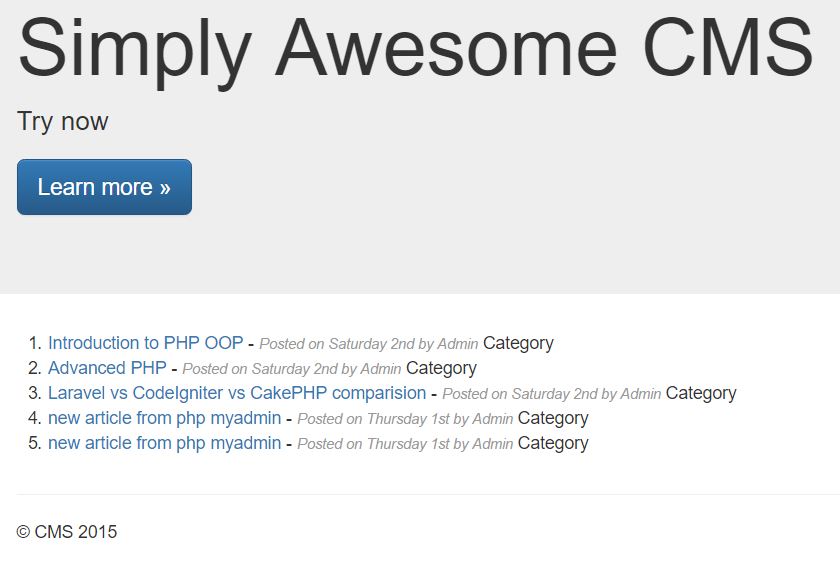 Simply Awesome CMS
Try now
Learn more »
1. Introduction to PHP OOP - Posted on Saturday 2nd by Admin Category
2. Advanced PHP - Posted on Saturday 2nd by Admin Category
3. Laravel vs CodeIgniter vs CakePHP comparision - Posted on Saturday 2nd by Admin Category
4. new article from php myadmin - Posted on Thursday 1st by Admin Category
5. new article from php myadmin - Posted on Thursday 1st by Admin Category
© CMS 2015